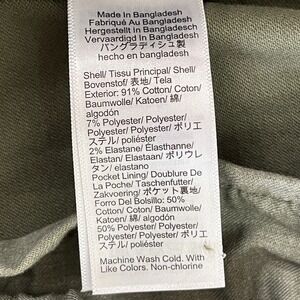 Made in Bangladesh
Fabriqué Au Bangladesh
Hergestellt In Bangladesch
Vervaardigd In Bangladesh
バングラディシュ製
hecho en bangladesh
Shell/ Tissu Principal/ Shell/
Bovenstof/ 表地/ Tela
Exterior: 91% Cotton/ Coton/
Baumwolle/ Katoen/ 綿/
algodón
7% Polyester/ Polyester/
Polyester/ Polyester/ ポリエ
ステル/ poliéster
2% Elastane/ Élasthanne/
Elastan/ Elastaan/ ポリウレ
タン/ elastano
Pocket Lining/ Doublure De
La Poche/ Taschenfutter/
Zakvoering/ ポケット裏地/
Forro Del Bolsillo: 50%
Cotton/ Coton/ Baumwolle/
Katoen/ 綿/ algodón
50% Polyester/ Polyester/
Polyester/ Polyester/ ポリエ
ステル/ poliéster
Machine Wash Cold. With
Like Colors. Non-chlorine